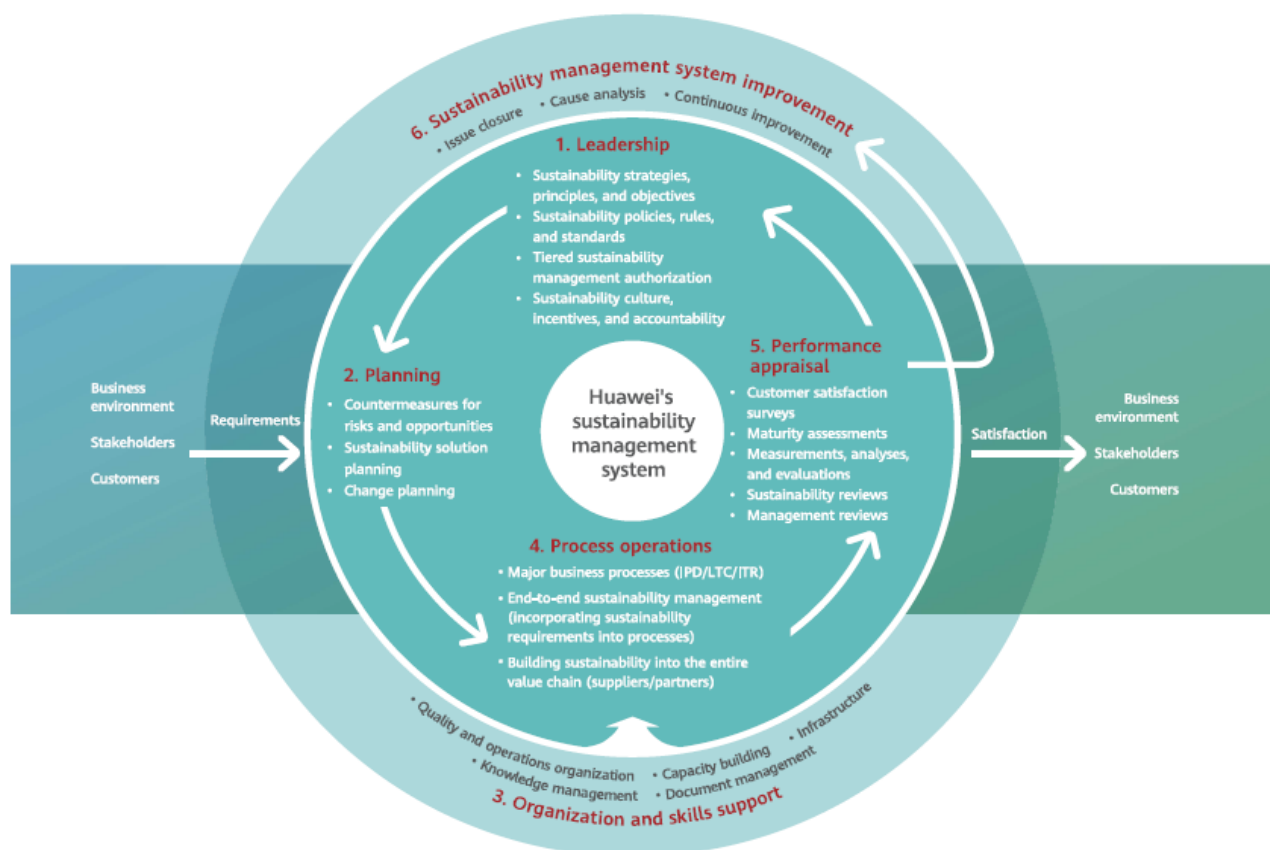 6. Sustainability management system improvement
• Issue closure
• Cause analysis
• Continuous improvement
1. Leadership
• Sustainability strategies,
principles, and objectives
• Sustainability policies, rules,
and standards
• Tiered sustainability
management authorization
• Sustainability culture,
incentives, and accountability
Business
environment
Stakeholders
Customers
Requirements
2. Planning
• Countermeasures for
risks and opportunities
• Sustainability solution
planning
• Change planning
Huawei's
sustainability
management
system
5. Performance
appraisal
• Customer satisfaction
surveys
• Maturity assessments
• Measurements, analyses,
and evaluations
• Sustainability reviews
• Management reviews
Satisfaction
Business
environment
Stakeholders
Customers
4. Process operations
• Major business processes (IPD/LTC/ITR)
• End-to-end sustainability management
(incorporating sustainability
requirements into processes)
• Building sustainability into the entire
value chain (suppliers/partners)
• Quality and operations organization
• Capacity building
• Infrastructure
• Knowledge management
• Document management
3. Organization and skills support